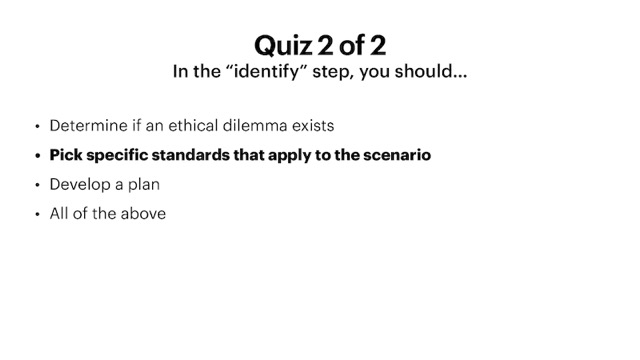 Quiz 2 of 2
In the “identify” step, you should...
• Determine if an ethical dilemma exists
• Pick specific standards that apply to the scenario
• Develop a plan
• All of the above